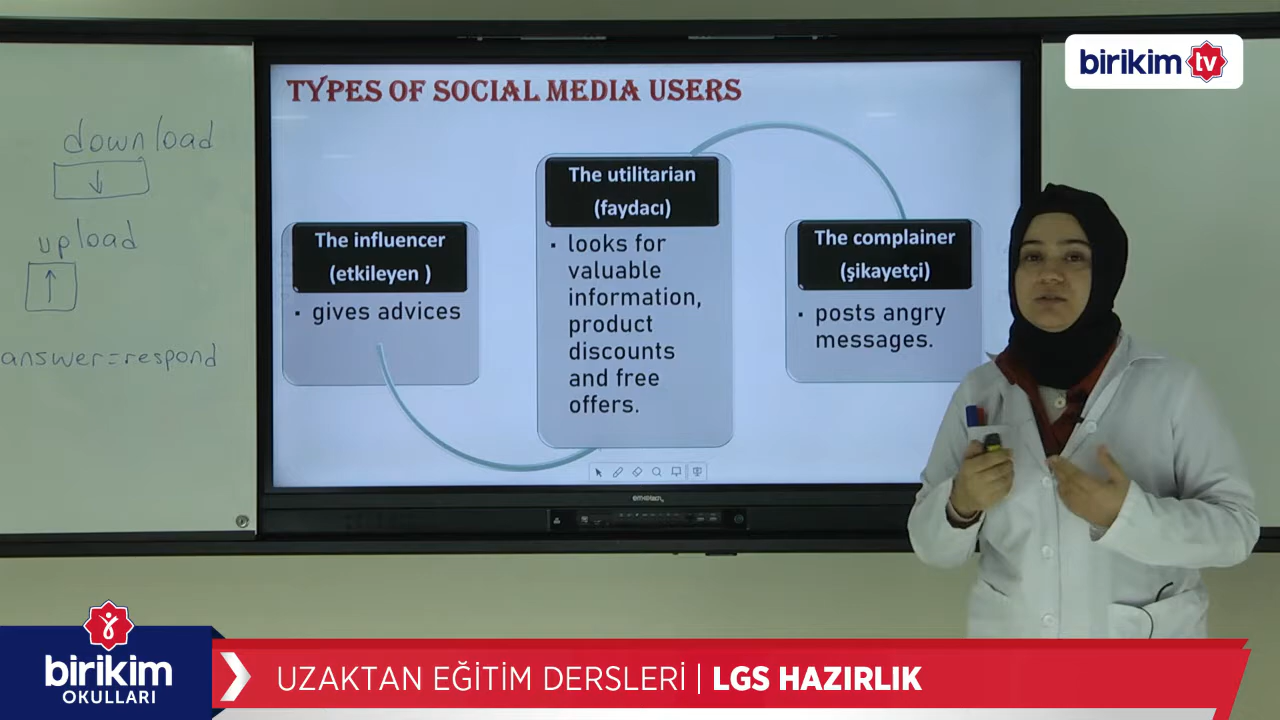 birikim tv
TYPES OF SOCIAL MEDIA USERS
download
upload
answer=respond
The influencer
(etkileyen )
▪ gives advices
The utilitarian
(faydacı)
▪ looks for
valuable
information,
product
discounts
and free
offers.
The complainer
(şikayetçi)
▪ posts angry
messages.
birikim
OKULLARI
UZAKTAN EĞİTİM DERSLERİ | LGS HAZIRLIK